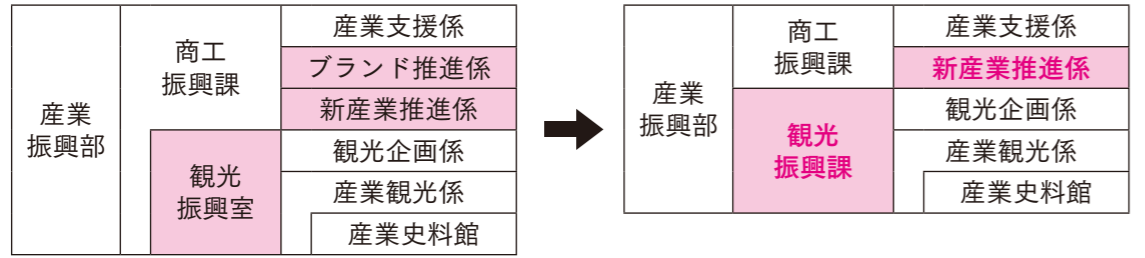 産業
振興部
商工
振興課
産業支援係
ブランド推進係
新産業推進係
観光
振興室
観光企画係
産業観光係
産業史料館
産業
振興部
商工
振興課
産業支援係
新産業推進係
観光
振興課
観光企画係
産業観光係
産業史料館